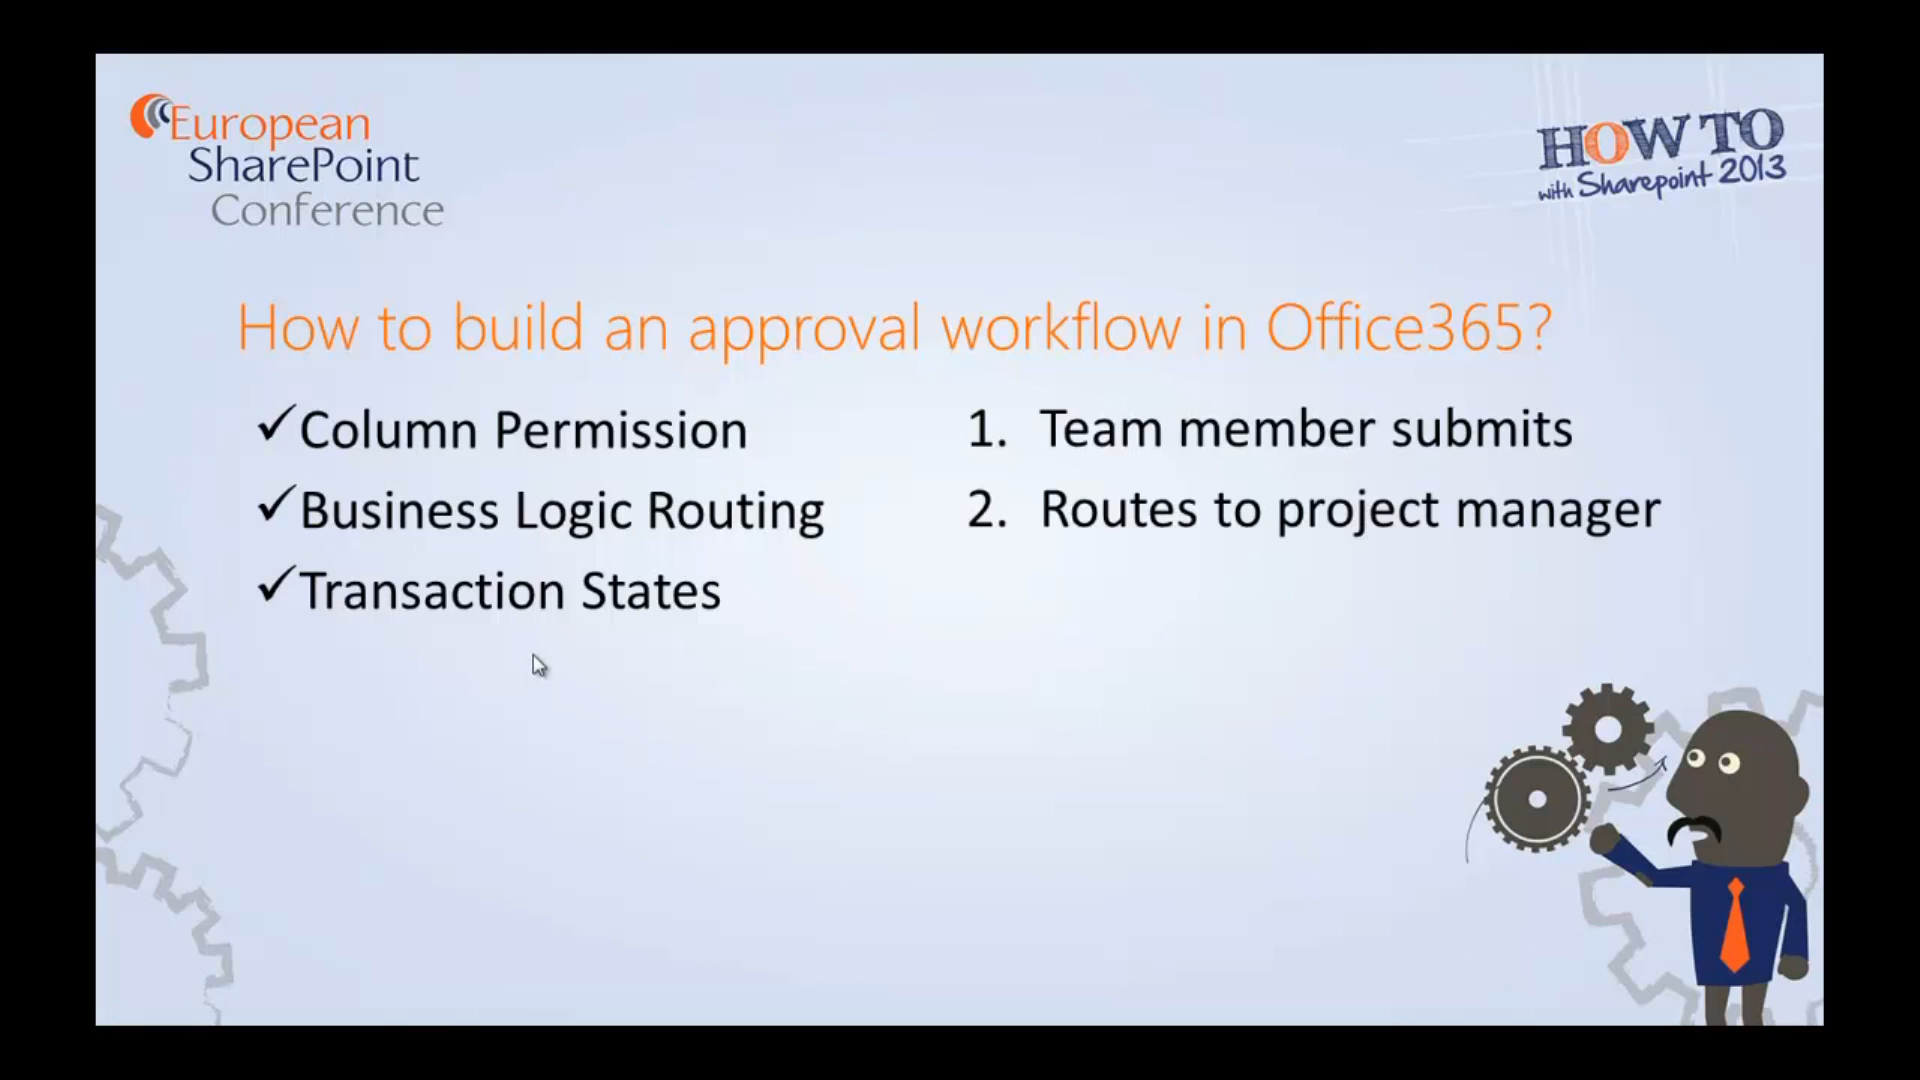 European
SharePoint
Conference
HOW TO
with Sharepoint 2013
How to build an approval workflow in Office365?
✓Column Permission
✓Business Logic Routing
✓Transaction States
1. Team member submits
2. Routes to project manager